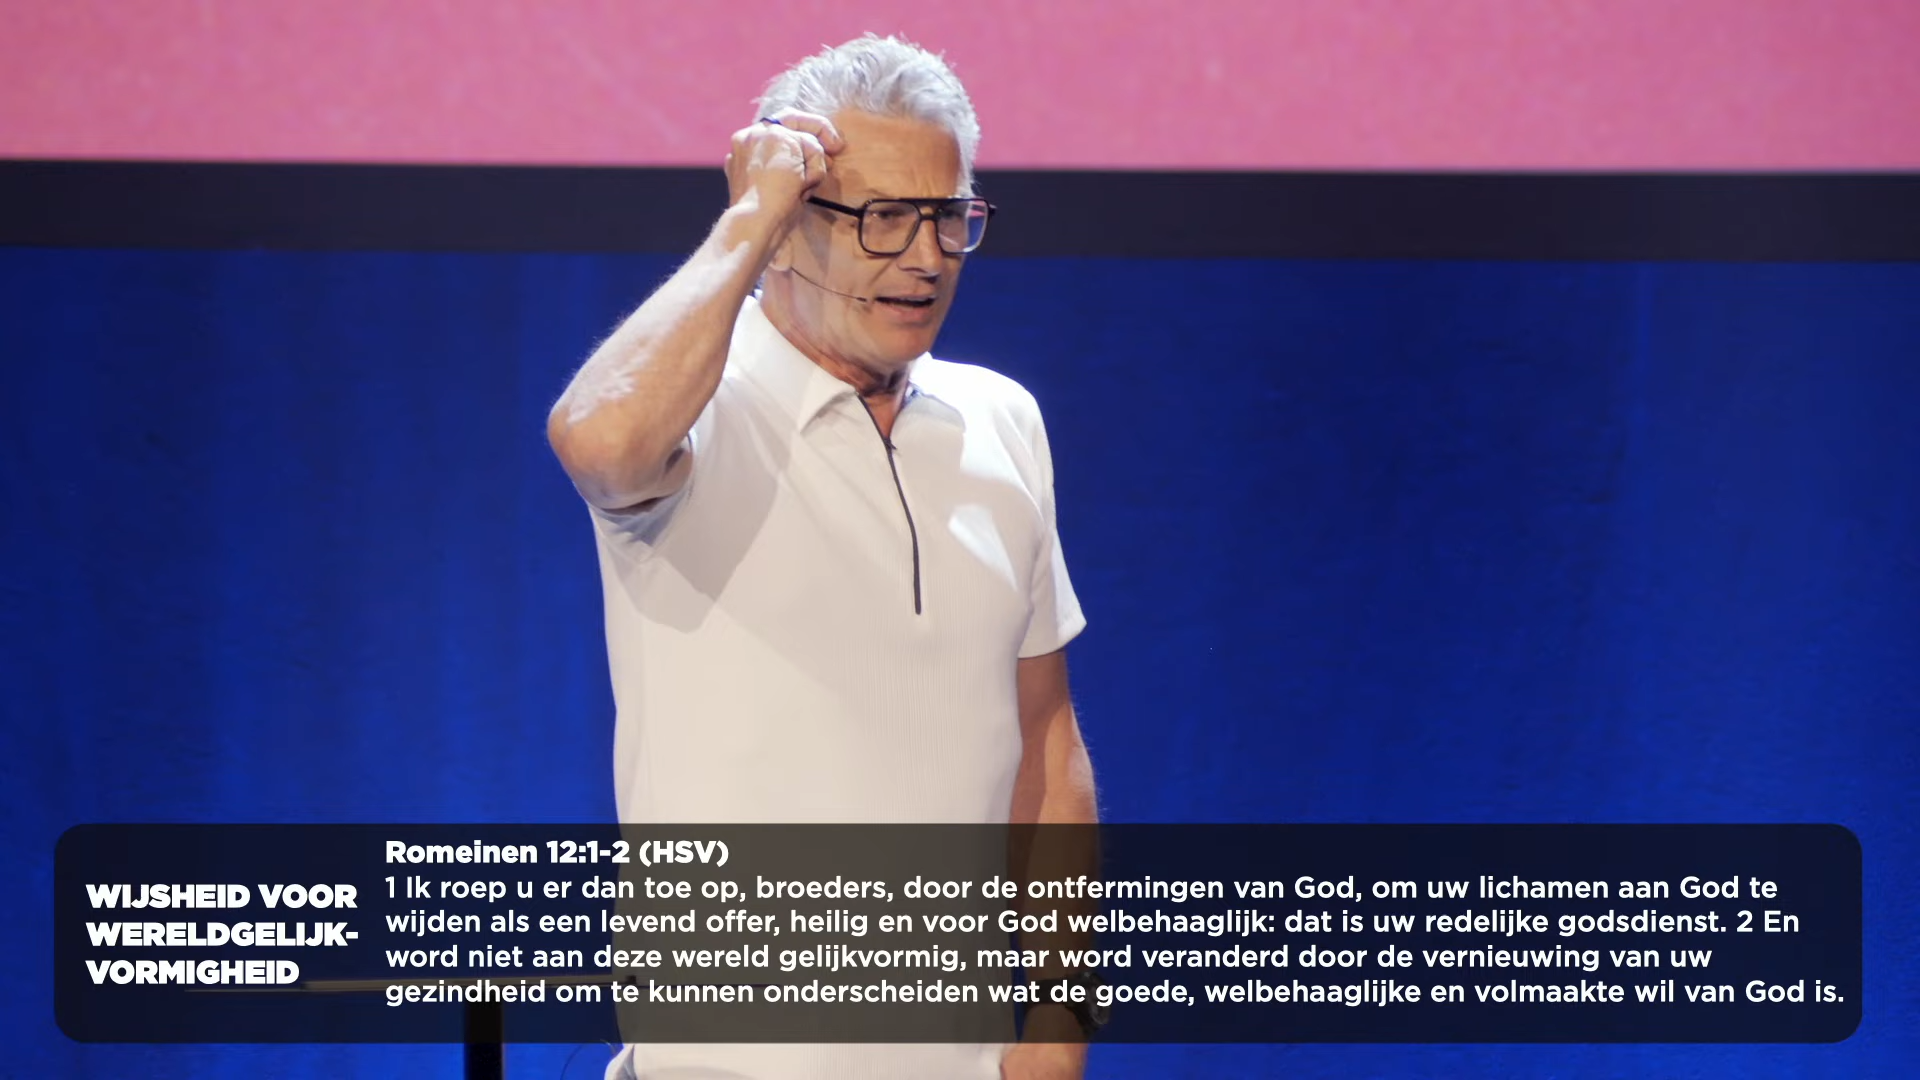 WIJSHEID VOOR
WERELDGELIJK-
VORMIGHEID
Romeinen 12:1-2 (HSV)
1 Ik roep u er dan toe op, broeders, door de ontfermingen van God, om uw lichamen aan God te
wijden als een levend offer, heilig en voor God welbehaaglijk: dat is uw redelijke godsdienst. 2 En
word niet aan deze wereld gelijkvormig, maar word veranderd door de vernieuwing van uw
gezindheid om te kunnen onderscheiden wat de goede, welbehaaglijke en volmaakte wil van God is.